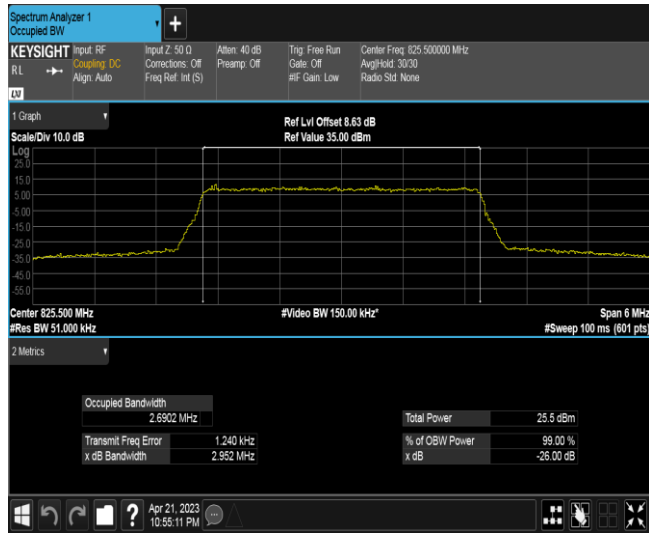 Spectrum Analyzer 1
Occupied BW
+
KEYSIGHT Input: RF Input Z: 50 Ω Atten: 40 dB Trig: Free Run Center Freq: 825.500000 MHz
RL Coupling: DC Corrections: Off Preamp: Off Gate: Off Avg|Hold: 30/30
Align: Auto Freq Ref: Int (S) #IF Gain: Low Radio Std: None
LXI
1 Graph Ref Lvl Offset 8.63 dB
Scale/Div 10.0 dB Ref Value 35.00 dBm
Log
25.0
15.0
5.00
-5.00
-15.0
-25.0
-35.0
-45.0
-55.0
Center 825.500 MHz #Video BW 150.00 kHz* Span 6 MHz
#Res BW 51.000 kHz #Sweep 100 ms (601 pts)
2 Metrics
Occupied Bandwidth
2.6902 MHz Total Power 25.5 dBm
Transmit Freq Error 1.240 kHz % of OBW Power 99.00 %
x dB Bandwidth 2.952 MHz x dB -26.00 dB
? Apr 21, 2023
10:55:11 PM